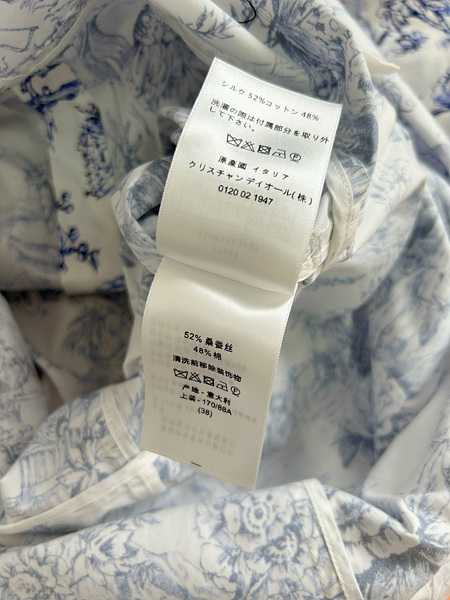 シルク 52%コットン48%
洗濯の際は付属部分を取り外
して下さい。
原産國 イタリア
クリスチャンディオール(株)
0120 02 1947
52% 桑蚕丝
48% 棉
清洗前移除装饰物
产地 - 意大利
上装 - 170/88A
(38)